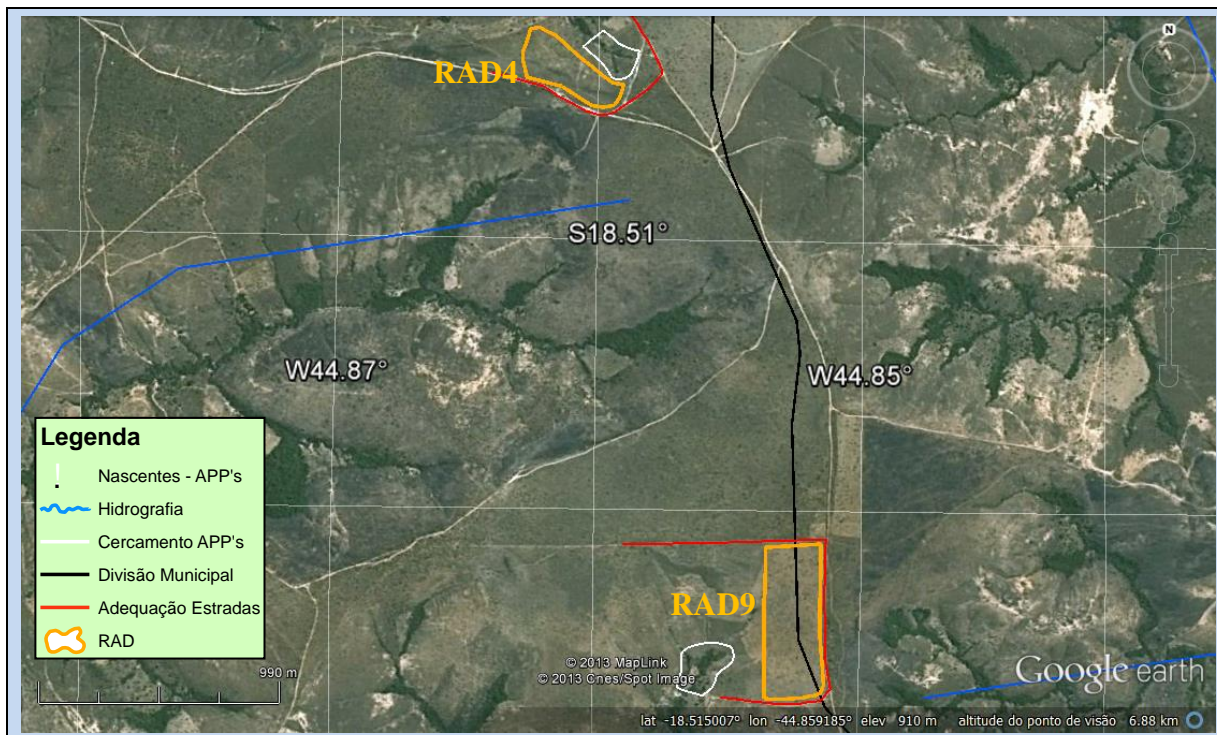 N
RAD4
S18.51°
W44.87°
W44.85°
Legenda
Nascentes - APP's
Hidrografia
Cercamento APP's
Divisão Municipal
Adequação Estradas
RAD
RAD9
990 m
© 2013 MapLink
© 2013 Cnes/Spot Image
Google earth
lat -18.515007° lon -44.859185° elev 910 m altitude do ponto de visão 6.88 km